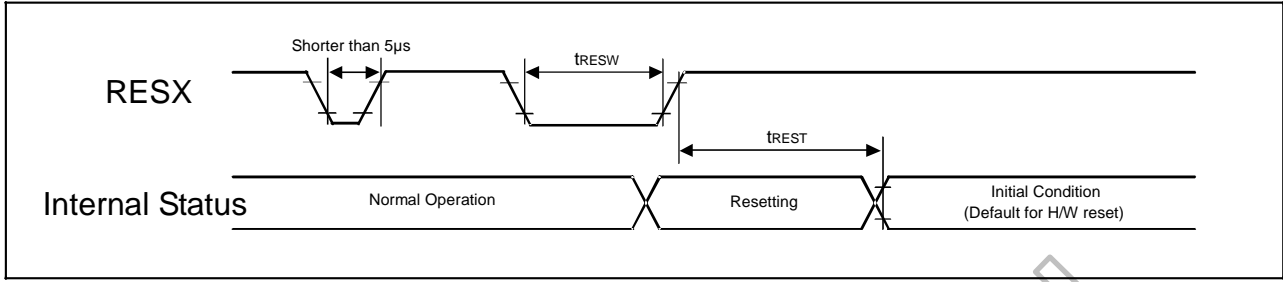 Shorter than 5µs
tRESW
RESX
tREST
Internal Status
Normal Operation
Resetting
Initial Condition
(Default for H/W reset)